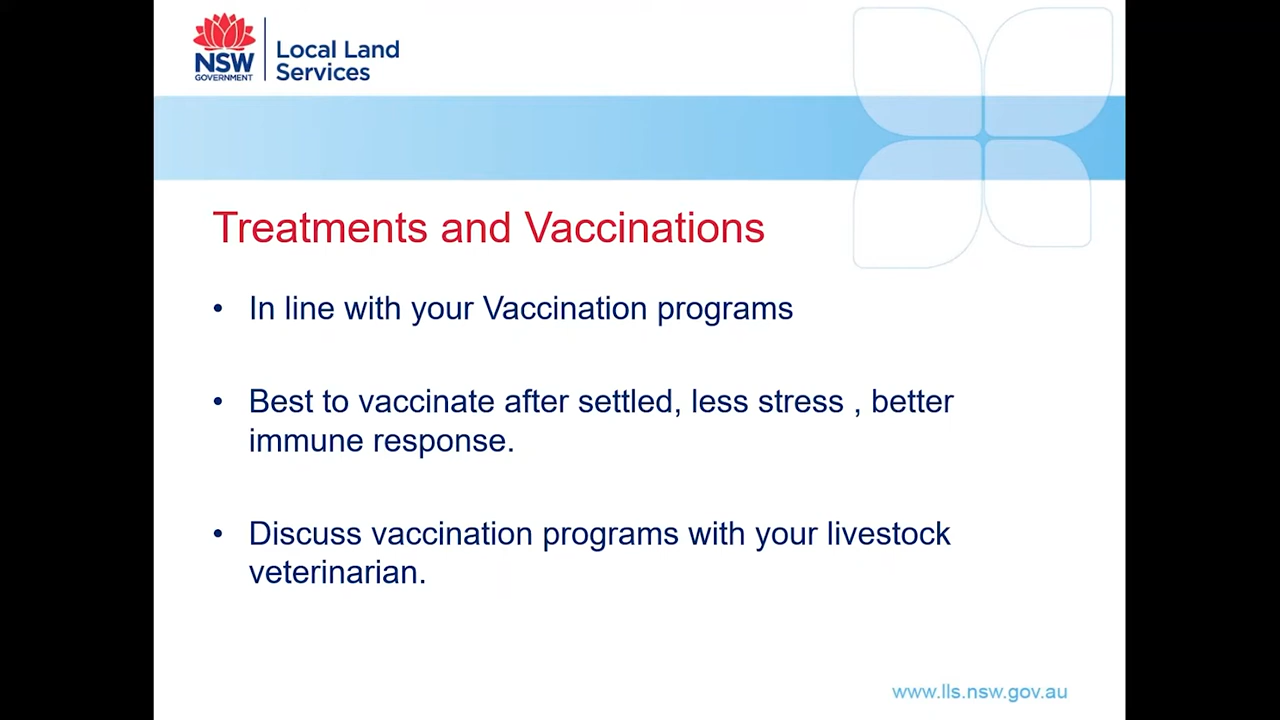 NSW
GOVERNMENT
Local Land
Services
Treatments and Vaccinations
• In line with your Vaccination programs
• Best to vaccinate after settled, less stress , better
immune response.
• Discuss vaccination programs with your livestock
veterinarian.
www.lls.nsw.gov.au